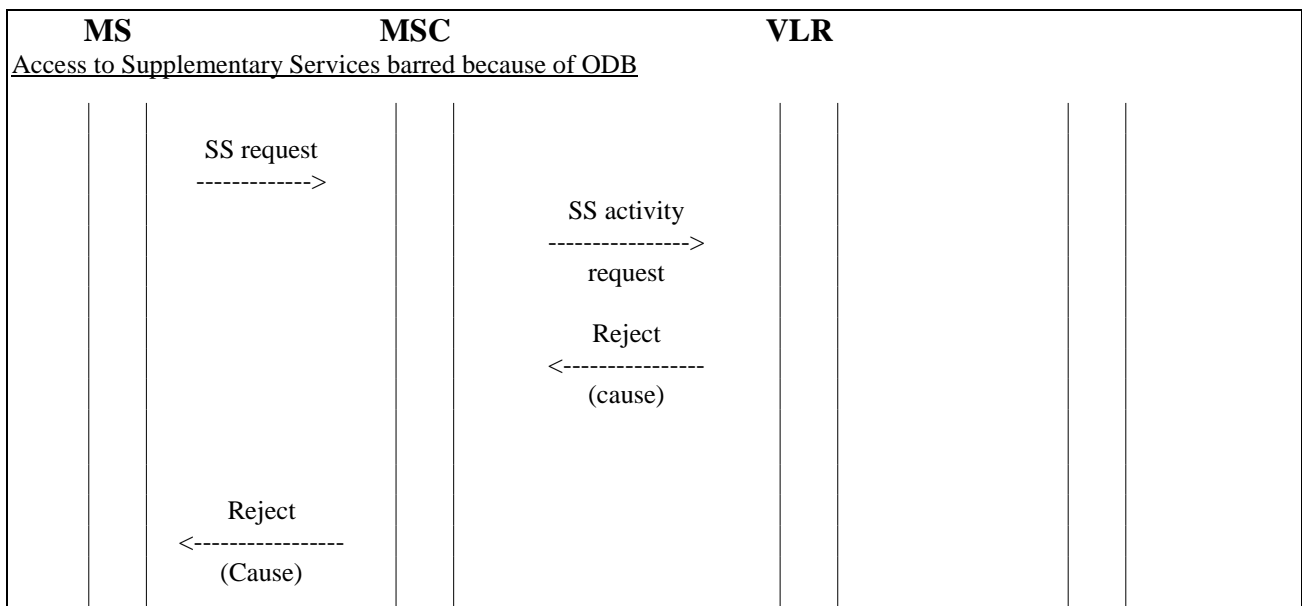 MS MSC VLR
Access to Supplementary Services barred because of ODB
SS request
------------->
SS activity
---------------->
request
Reject
<----------------
(cause)
Reject
<-----------------
(Cause)